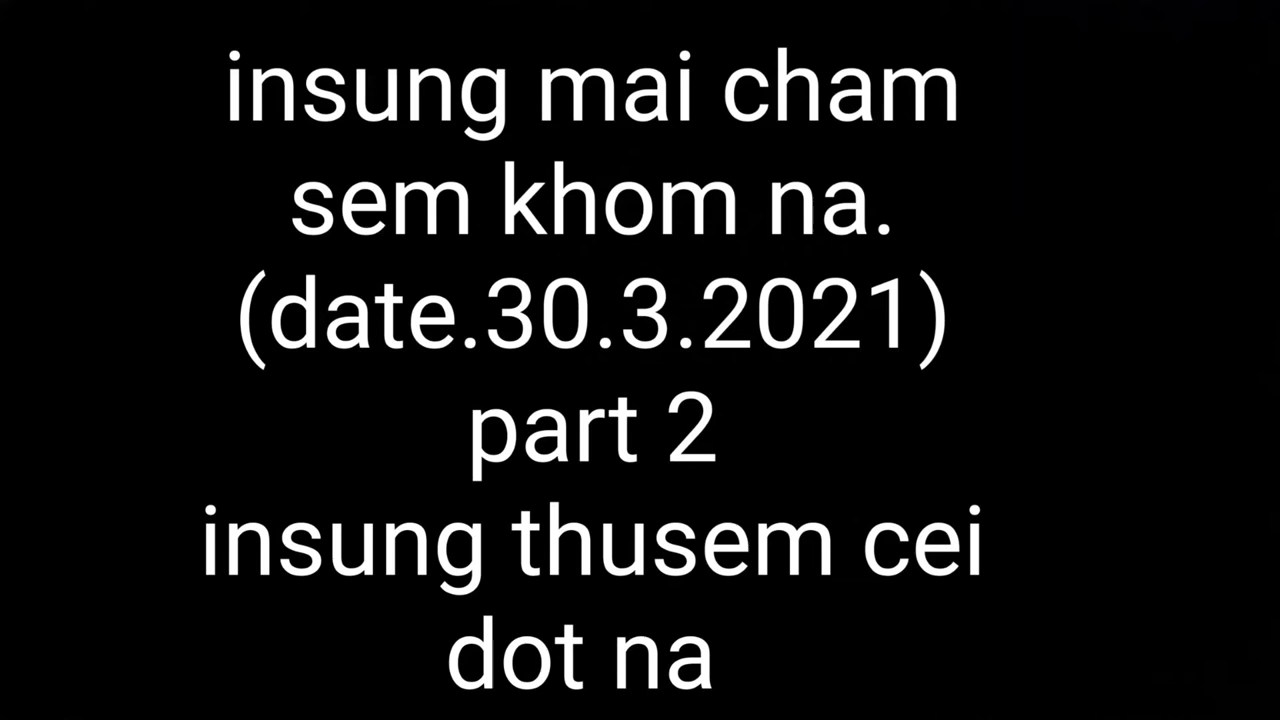 insung mai cham
sem khom na.
(date.30.3.2021)
part 2
insung thusem cei
dot na